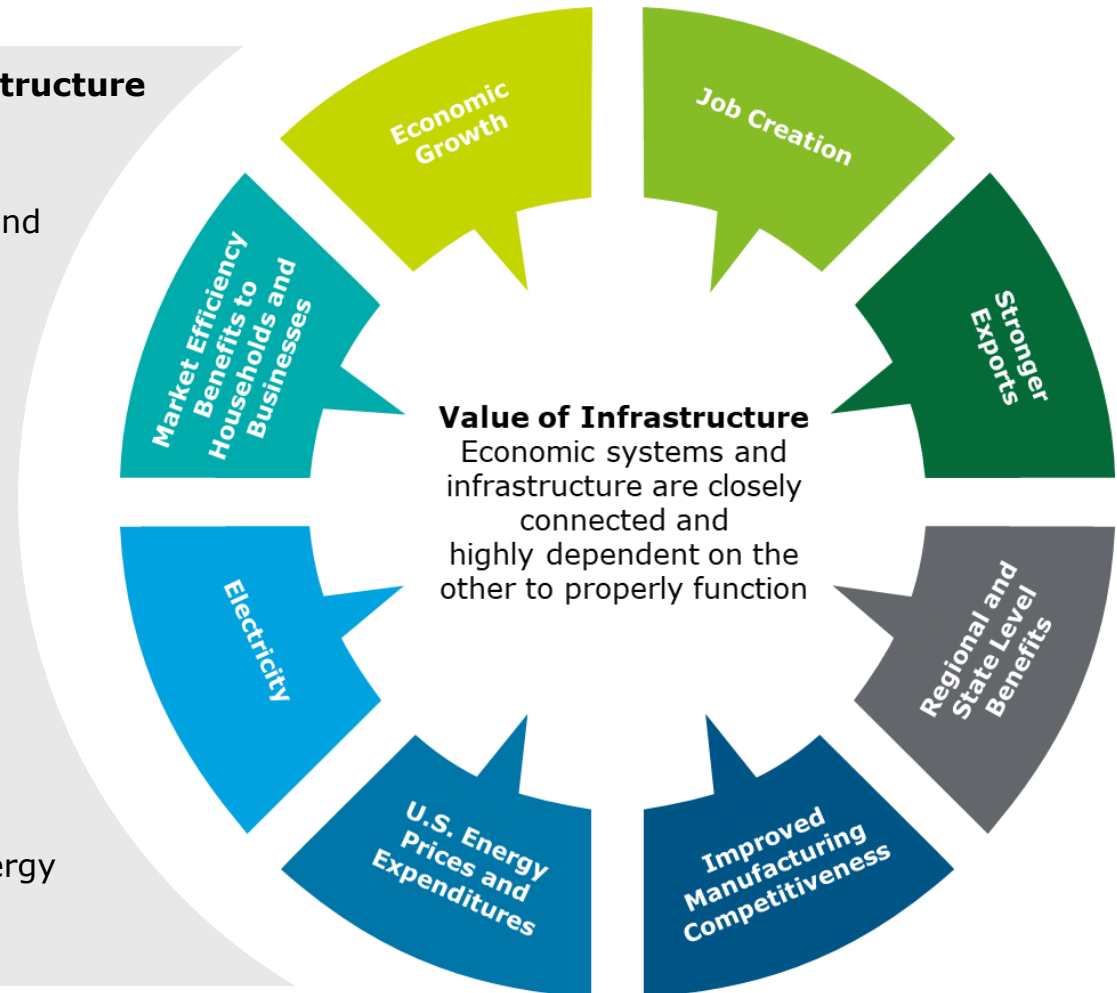 tructure
nd
ergy
Economic
Growth
Job Creation
Stronger
Exports
Regional and
State Level
Benefits
Improved
Manufacturing
Competitiveness
U.S. Energy
Prices and
Expenditures
Electricity
Market Efficiency
Benefits to
Households and
Businesses
Value of Infrastructure
Economic systems and
infrastructure are closely
connected and
highly dependent on the
other to properly function